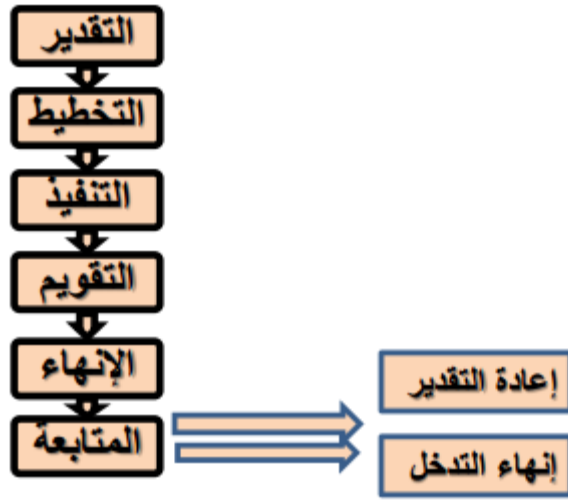 التقدير
التخطيط
التنفيذ
التقويم
الإنهاء
المتابعة
إعادة التقدير
إنهاء التدخل